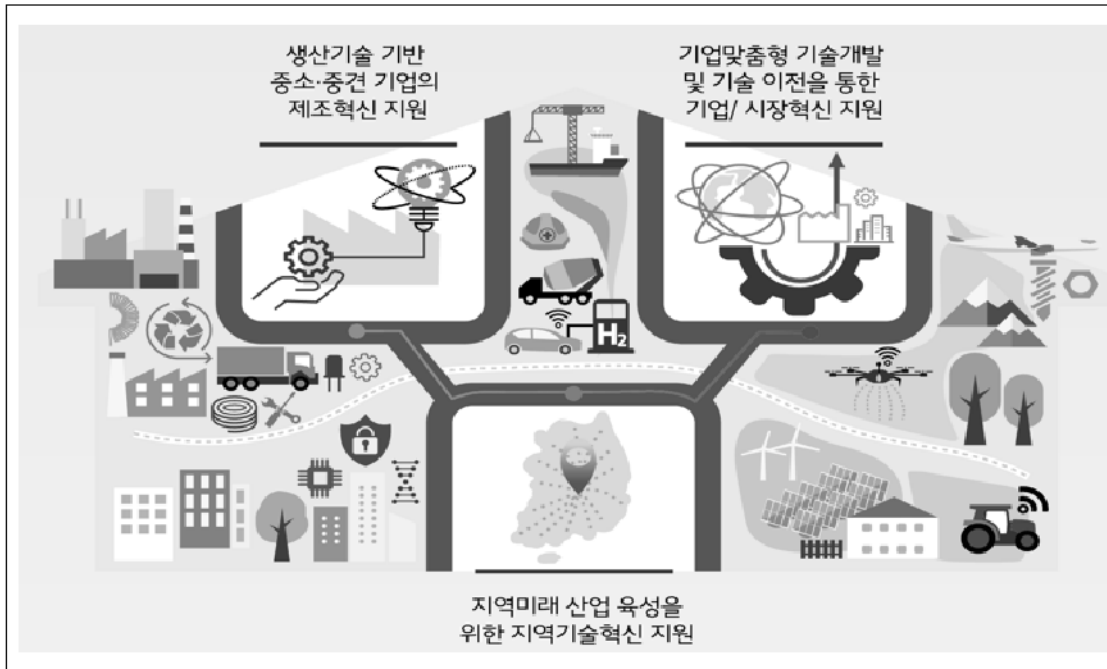 생산기술 기반
중소·중견 기업의
제조혁신 지원
기업맞춤형 기술개발
및 기술 이전을 통한
기업/ 시장혁신 지원
H2
지역미래 산업 육성을
위한 지역기술혁신 지원